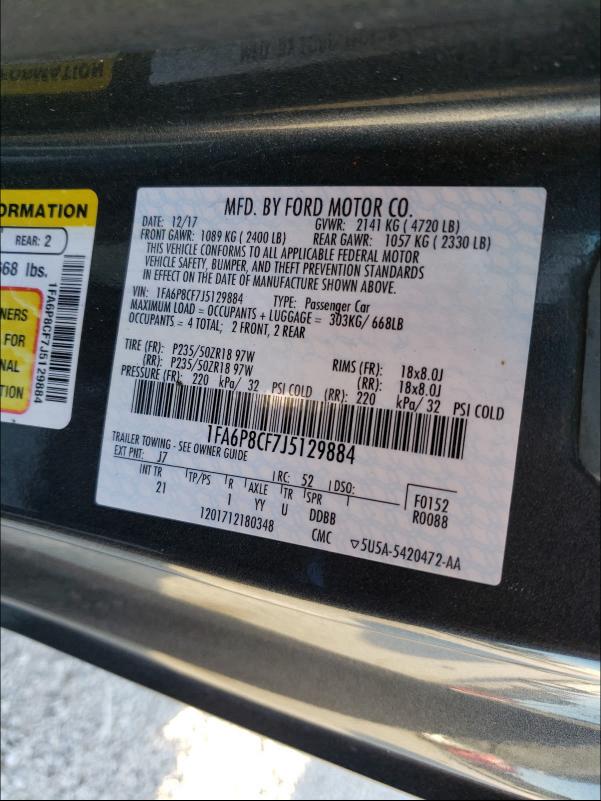 ORMATION
REAR: 2
668 lbs.
NERS
FOR
NAL
TION
1FA6P8CF7J5129884
MFD. BY FORD MOTOR CO.
DATE: 12/17 GVWR: 2141 KG ( 4720 LB)
FRONT GAWR: 1089 KG ( 2400 LB) REAR GAWR: 1057 KG ( 2330 LB)
THIS VEHICLE CONFORMS TO ALL APPLICABLE FEDERAL MOTOR
VEHICLE SAFETY, BUMPER, AND THEFT PREVENTION STANDARDS
IN EFFECT ON THE DATE OF MANUFACTURE SHOWN ABOVE.
VIN: 1FA6P8CF7J5129884 TYPE: Passenger Car
MAXIMUM LOAD = OCCUPANTS + LUGGAGE = 303KG/ 668LB
OCCUPANTS = 4 TOTAL; 2 FRONT, 2 REAR
TIRE (FR): P235/50ZR18 97W RIMS (FR): 18x8.0J
(RR): P235/50ZR18 97W (RR): 18x8.0J
PRESSURE (FR): 220 kPa/ 32 PSI COLD (RR): 220 kPa/ 32 PSI COLD
1FA6P8CF7J5129884
TRAILER TOWING - SEE OWNER GUIDE
EXT PNT: J7 RC: 52 DSO:
INT TR TP/PS R AXLE TR SPR F0152
21 1 YY U DDBB R0088
1201712180348 CMC ▽5U5A-5420472-AA